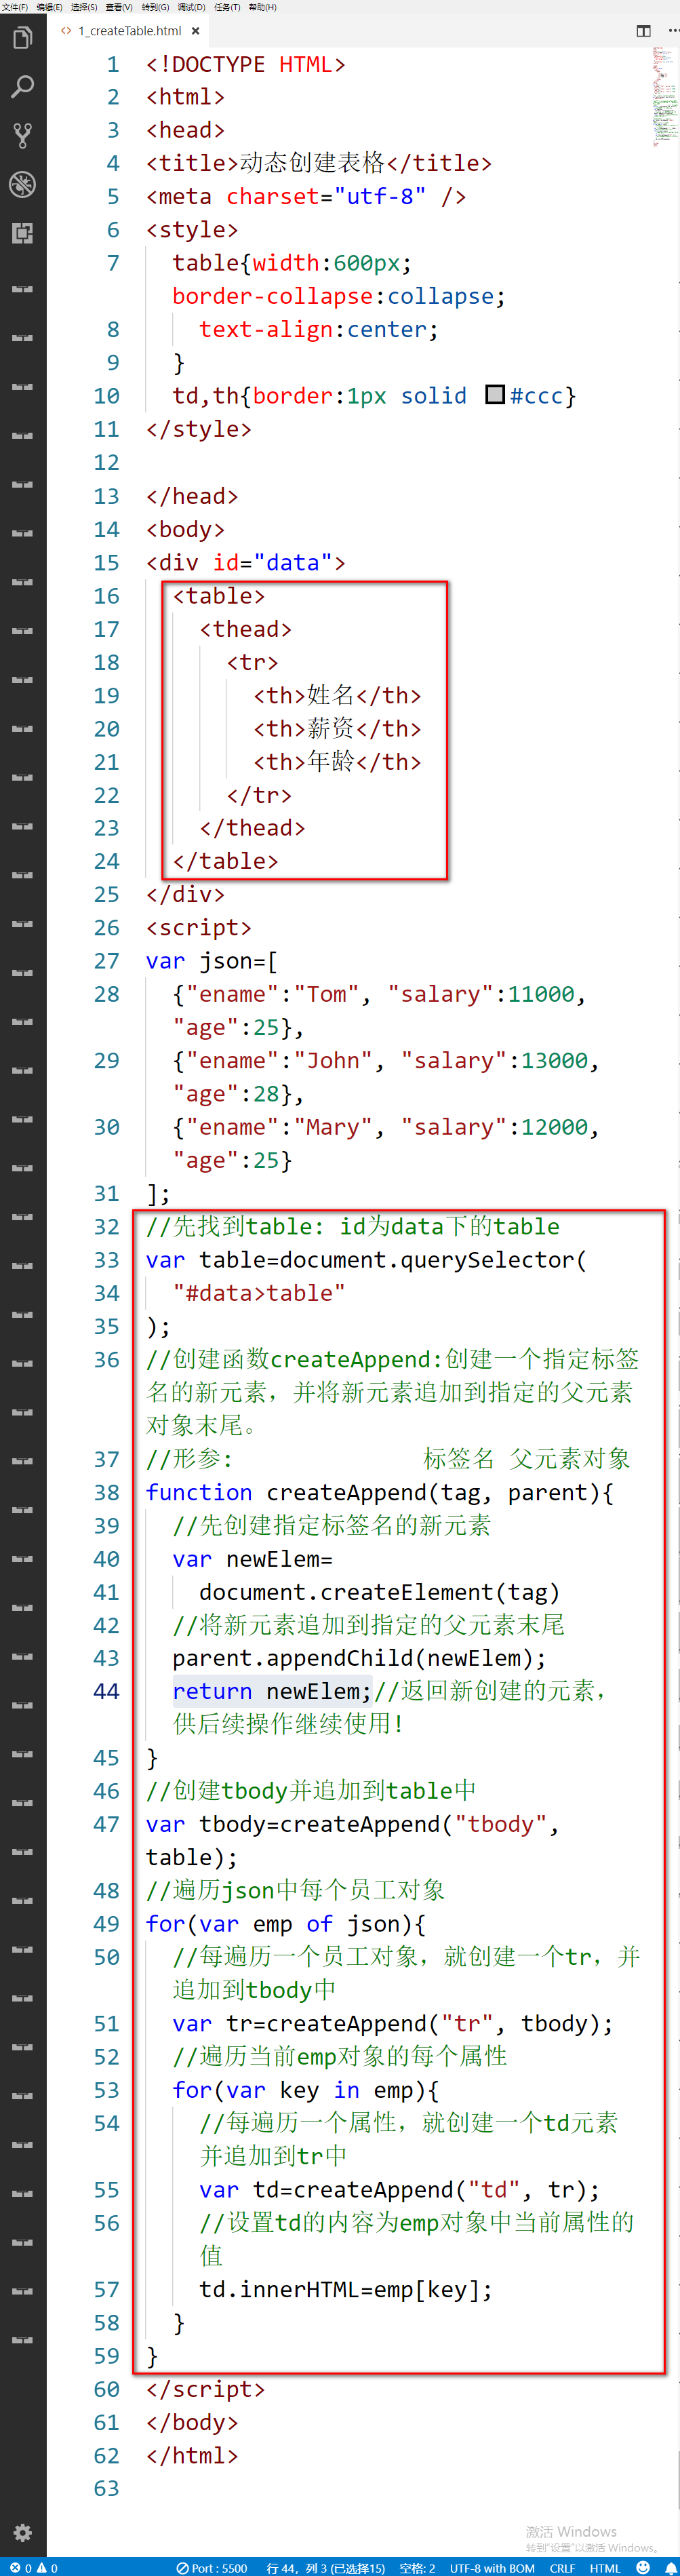 文件(F) 编辑(E) 选择(S) 查看(V) 转到(G) 调试(D) 任务(T) 帮助(H)
<> 1_createTable.html ×
1 <!DOCTYPE HTML>
2 <html>
3 <head>
4 <title>动态创建表格</title>
5 <meta charset="utf-8" />
6 <style>
7 table{width:600px;
border-collapse:collapse;
8 text-align:center;
9 }
10 td,th{border:1px solid #ccc}
11 </style>
12
13 </head>
14 <body>
15 <div id="data">
16 <table>
17 <thead>
18 <tr>
19 <th>姓名</th>
20 <th>薪资</th>
21 <th>年龄</th>
22 </tr>
23 </thead>
24 </table>
25 </div>
26 <script>
27 var json=[
28 {"ename":"Tom", "salary":11000,
"age":25},
29 {"ename":"John", "salary":13000,
"age":28},
30 {"ename":"Mary", "salary":12000,
"age":25}
31 ];
32 //先找到table: id为data下的table
33 var table=document.querySelector(
34 "#data>table"
35 );
36 //创建函数createAppend:创建一个指定标签
名的新元素，并将新元素追加到指定的父元素
对象末尾。
37 //形参: 标签名 父元素对象
38 function createAppend(tag, parent){
39 //先创建指定标签名的新元素
40 var newElem=
41 document.createElement(tag)
42 //将新元素追加到指定的父元素末尾
43 parent.appendChild(newElem);
44 return newElem;//返回新创建的元素，
供后续操作继续使用!
45 }
46 //创建tbody并追加到table中
47 var tbody=createAppend("tbody",
table);
48 //遍历json中每个员工对象
49 for(var emp of json){
50 //每遍历一个员工对象，就创建一个tr，并
追加到tbody中
51 var tr=createAppend("tr", tbody);
52 //遍历当前emp对象的每个属性
53 for(var key in emp){
54 //每遍历一个属性，就创建一个td元素
并追加到tr中
55 var td=createAppend("td", tr);
56 //设置td的内容为emp对象中当前属性的
值
57 td.innerHTML=emp[key];
58 }
59 }
60 </script>
61 </body>
62 </html>
63
激活 Windows
转到"设置"以激活 Windows。
0 0 Port : 5500 行 44，列 3 (已选择15) 空格: 2 UTF-8 with BOM CRLF HTML